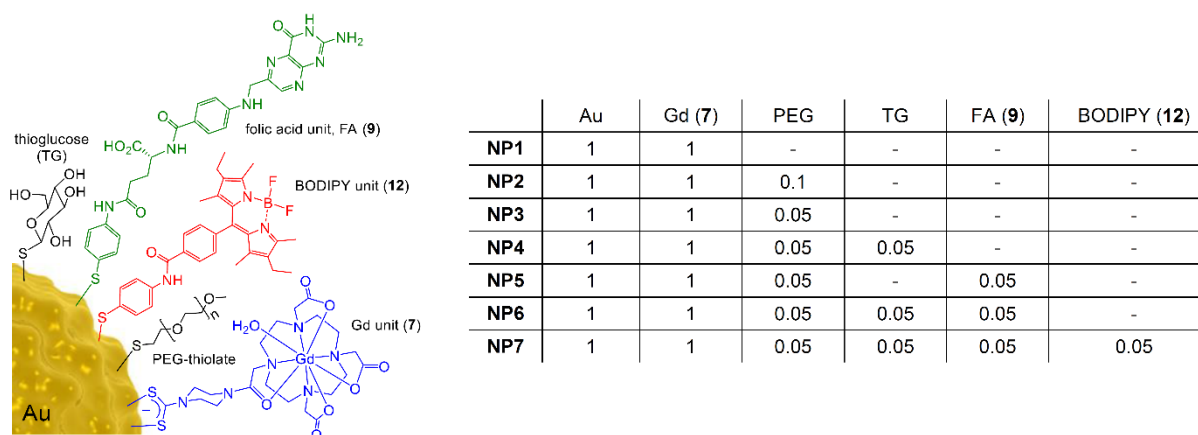 O
N
NH
N
NH2
N
N
H
O
NH
folic acid unit, FA (9)
CO2H
thioglucose
(TG)
HO
OH
HO
O
OH
S
HN
O
S
BODIPY unit (12)
F
B
F
N
N
O
NH
S
O
O
n
S
PEG-thiolate
Gd unit (7)
O
O
H2O
N
N
Gd
N
N
O
O
O
O
O
N
N
S
S
−
Au
Au Gd (7) PEG TG FA (9) BODIPY (12)
NP1 1 1 - - - -
NP2 1 1 0.1 - - -
NP3 1 1 0.05 - - -
NP4 1 1 0.05 0.05 - -
NP5 1 1 0.05 - 0.05 -
NP6 1 1 0.05 0.05 0.05 -
NP7 1 1 0.05 0.05 0.05 0.05